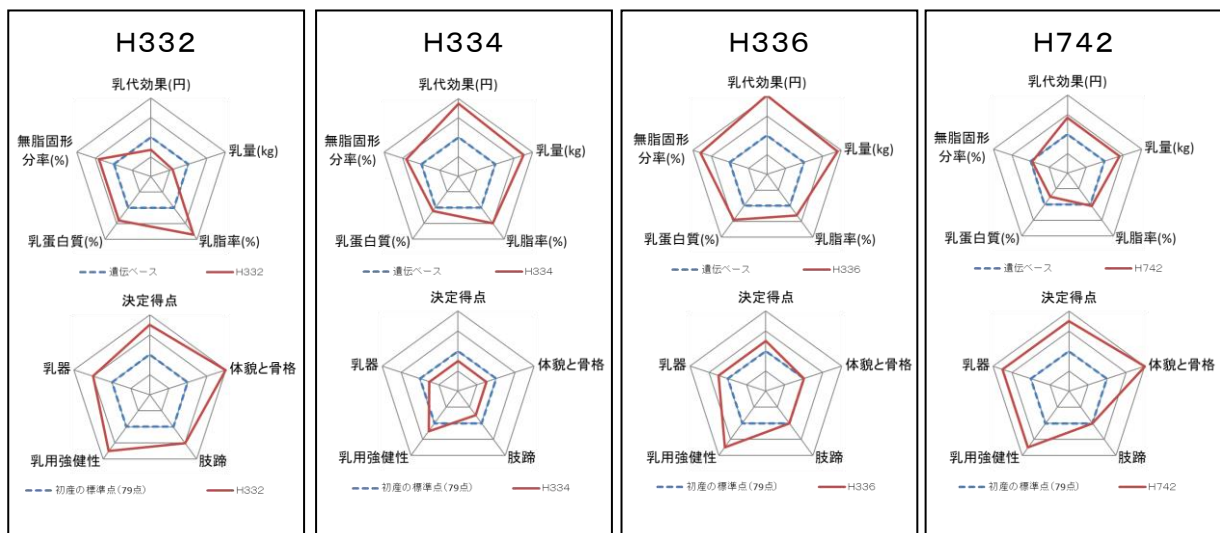 H332
乳代効果(円)
無脂固形
分率(%)
乳量(kg)
乳蛋白質(%)
乳脂率(%)
遺伝ベース
H332
決定得点
乳器
体貌と骨格
乳用強健性
肢蹄
初産の標準点(79点)
H332
H334
乳代効果(円)
無脂固形
分率(%)
乳量(kg)
乳蛋白質(%)
乳脂率(%)
遺伝ベース
H334
決定得点
乳器
体貌と骨格
乳用強健性
肢蹄
初産の標準点(79点)
H334
H336
乳代効果(円)
無脂固形
分率(%)
乳量(kg)
乳蛋白質(%)
乳脂率(%)
遺伝ベース
H336
決定得点
乳器
体貌と骨格
乳用強健性
肢蹄
初産の標準点(79点)
H336
H742
乳代効果(円)
無脂固形
分率(%)
乳量(kg)
乳蛋白質(%)
乳脂率(%)
遺伝ベース
H742
決定得点
乳器
体貌と骨格
乳用強健性
肢蹄
初産の標準点(79点)
H742